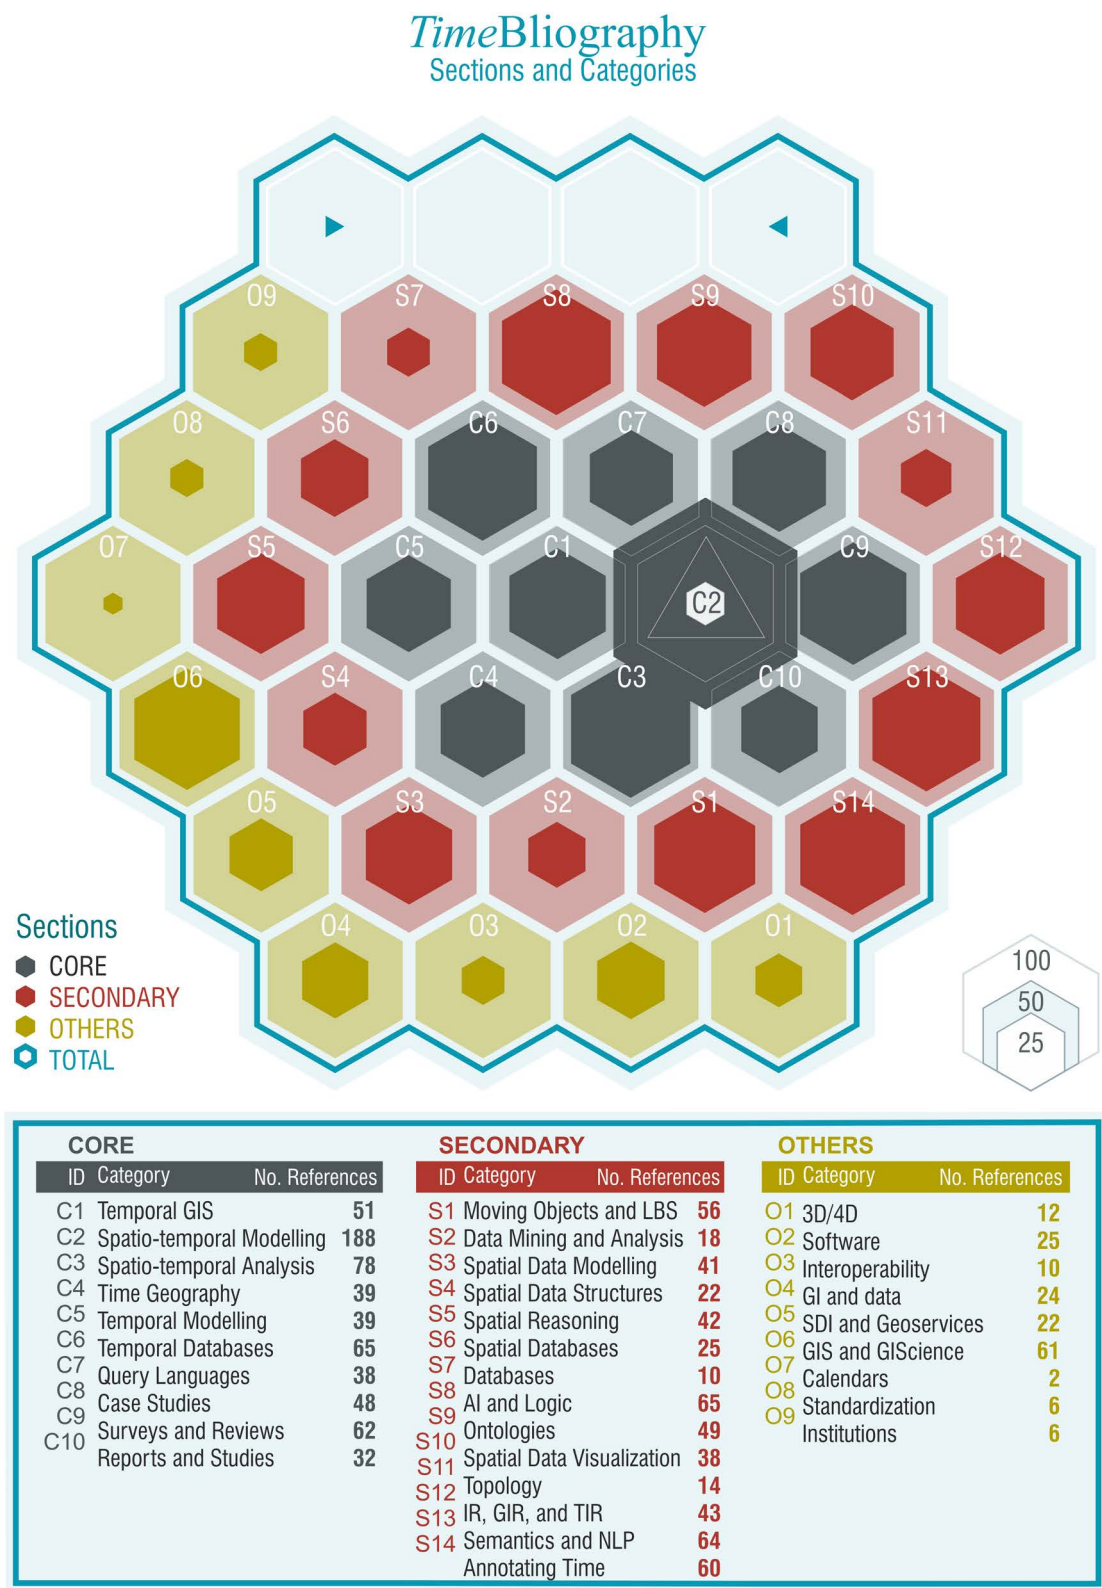 TimeBliography
Sections and Categories
O9 S7 S8 S9 S10
O8 S6 C6 C7 C8 S11
O7 S5 C5 C1 C2 C9 S12
O6 S4 C4 C3 C10 S13
O5 S3 S2 S1 S14
O4 O3 O2 O1
Sections
CORE
SECONDARY
OTHERS
TOTAL
100
50
25
CORE
ID Category No. References
C1 Temporal GIS 51
C2 Spatio-temporal Modelling 188
C3 Spatio-temporal Analysis 78
C4 Time Geography 39
C5 Temporal Modelling 39
C6 Temporal Databases 65
C7 Query Languages 38
C8 Case Studies 48
C9 Surveys and Reviews 62
C10 Reports and Studies 32
SECONDARY
ID Category No. References
S1 Moving Objects and LBS 56
S2 Data Mining and Analysis 18
S3 Spatial Data Modelling 41
S4 Spatial Data Structures 22
S5 Spatial Reasoning 42
S6 Spatial Databases 25
S7 Databases 10
S8 AI and Logic 65
S9 Ontologies 49
S10 Spatial Data Visualization 38
S11 Topology 14
S12 IR, GIR, and TIR 43
S13 Semantics and NLP 64
S14 Annotating Time 60
OTHERS
ID Category No. References
O1 3D/4D 12
O2 Software 25
O3 Interoperability 10
O4 GI and data 24
O5 SDI and Geoservices 22
O6 GIS and GIScience 61
O7 Calendars 2
O8 Standardization 6
O9 Institutions 6